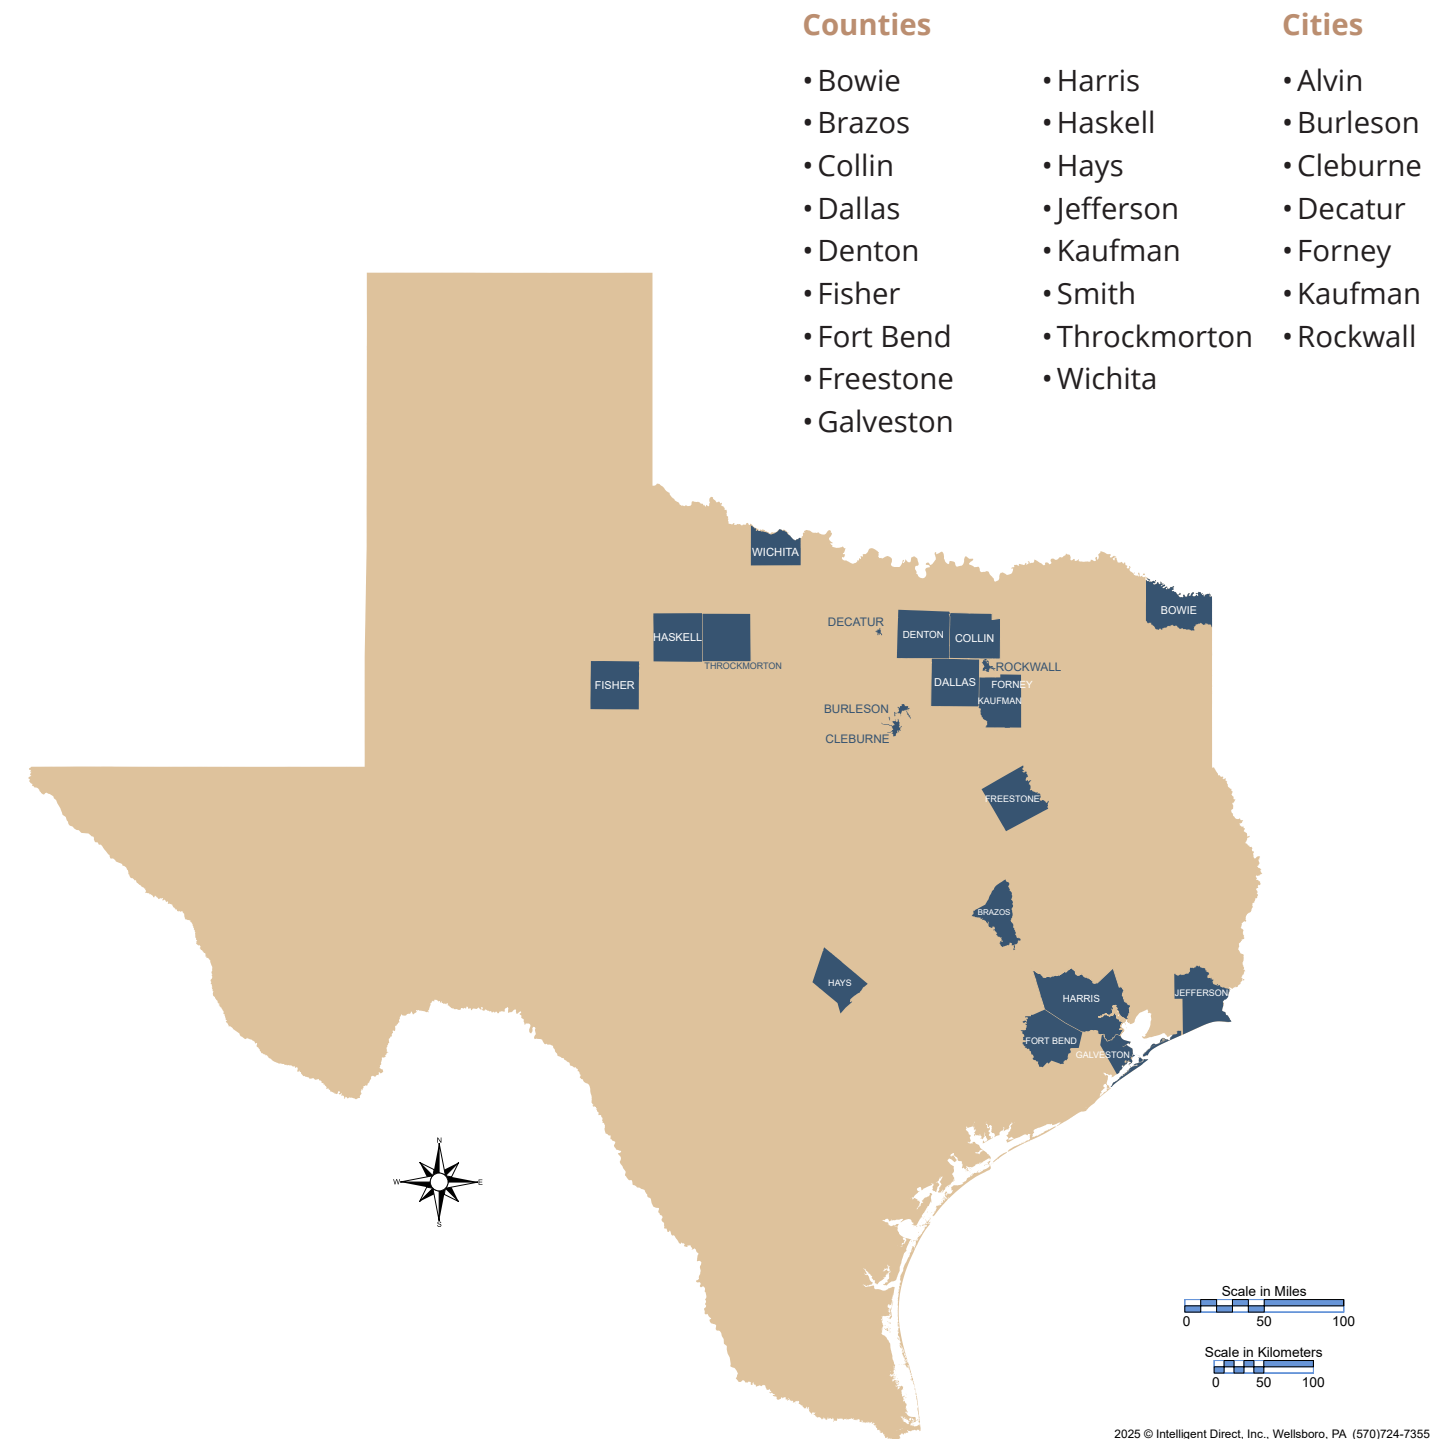 Counties
• Bowie
• Brazos
• Collin
• Dallas
• Denton
• Fisher
• Fort Bend
• Freestone
• Galveston
• Harris
• Haskell
• Hays
• Jefferson
• Kaufman
• Smith
• Throckmorton
• Wichita
Cities
• Alvin
• Burleson
• Cleburne
• Decatur
• Forney
• Kaufman
• Rockwall
WICHITA
BOWIE
DECATUR
DENTON
COLLIN
HASKELL
THROCKMORTON
ROCKWALL
FISHER
DALLAS
FORNEY
KAUFMAN
BURLESON
CLEBURNE
FREESTONE
BRAZOS
HAYS
HARRIS
JEFFERSON
FORT BEND
GALVESTON
N
W
E
S
Scale in Miles
0 50 100
Scale in Kilometers
0 50 100
2025 © Intelligent Direct, Inc., Wellsboro, PA (570)724-7355